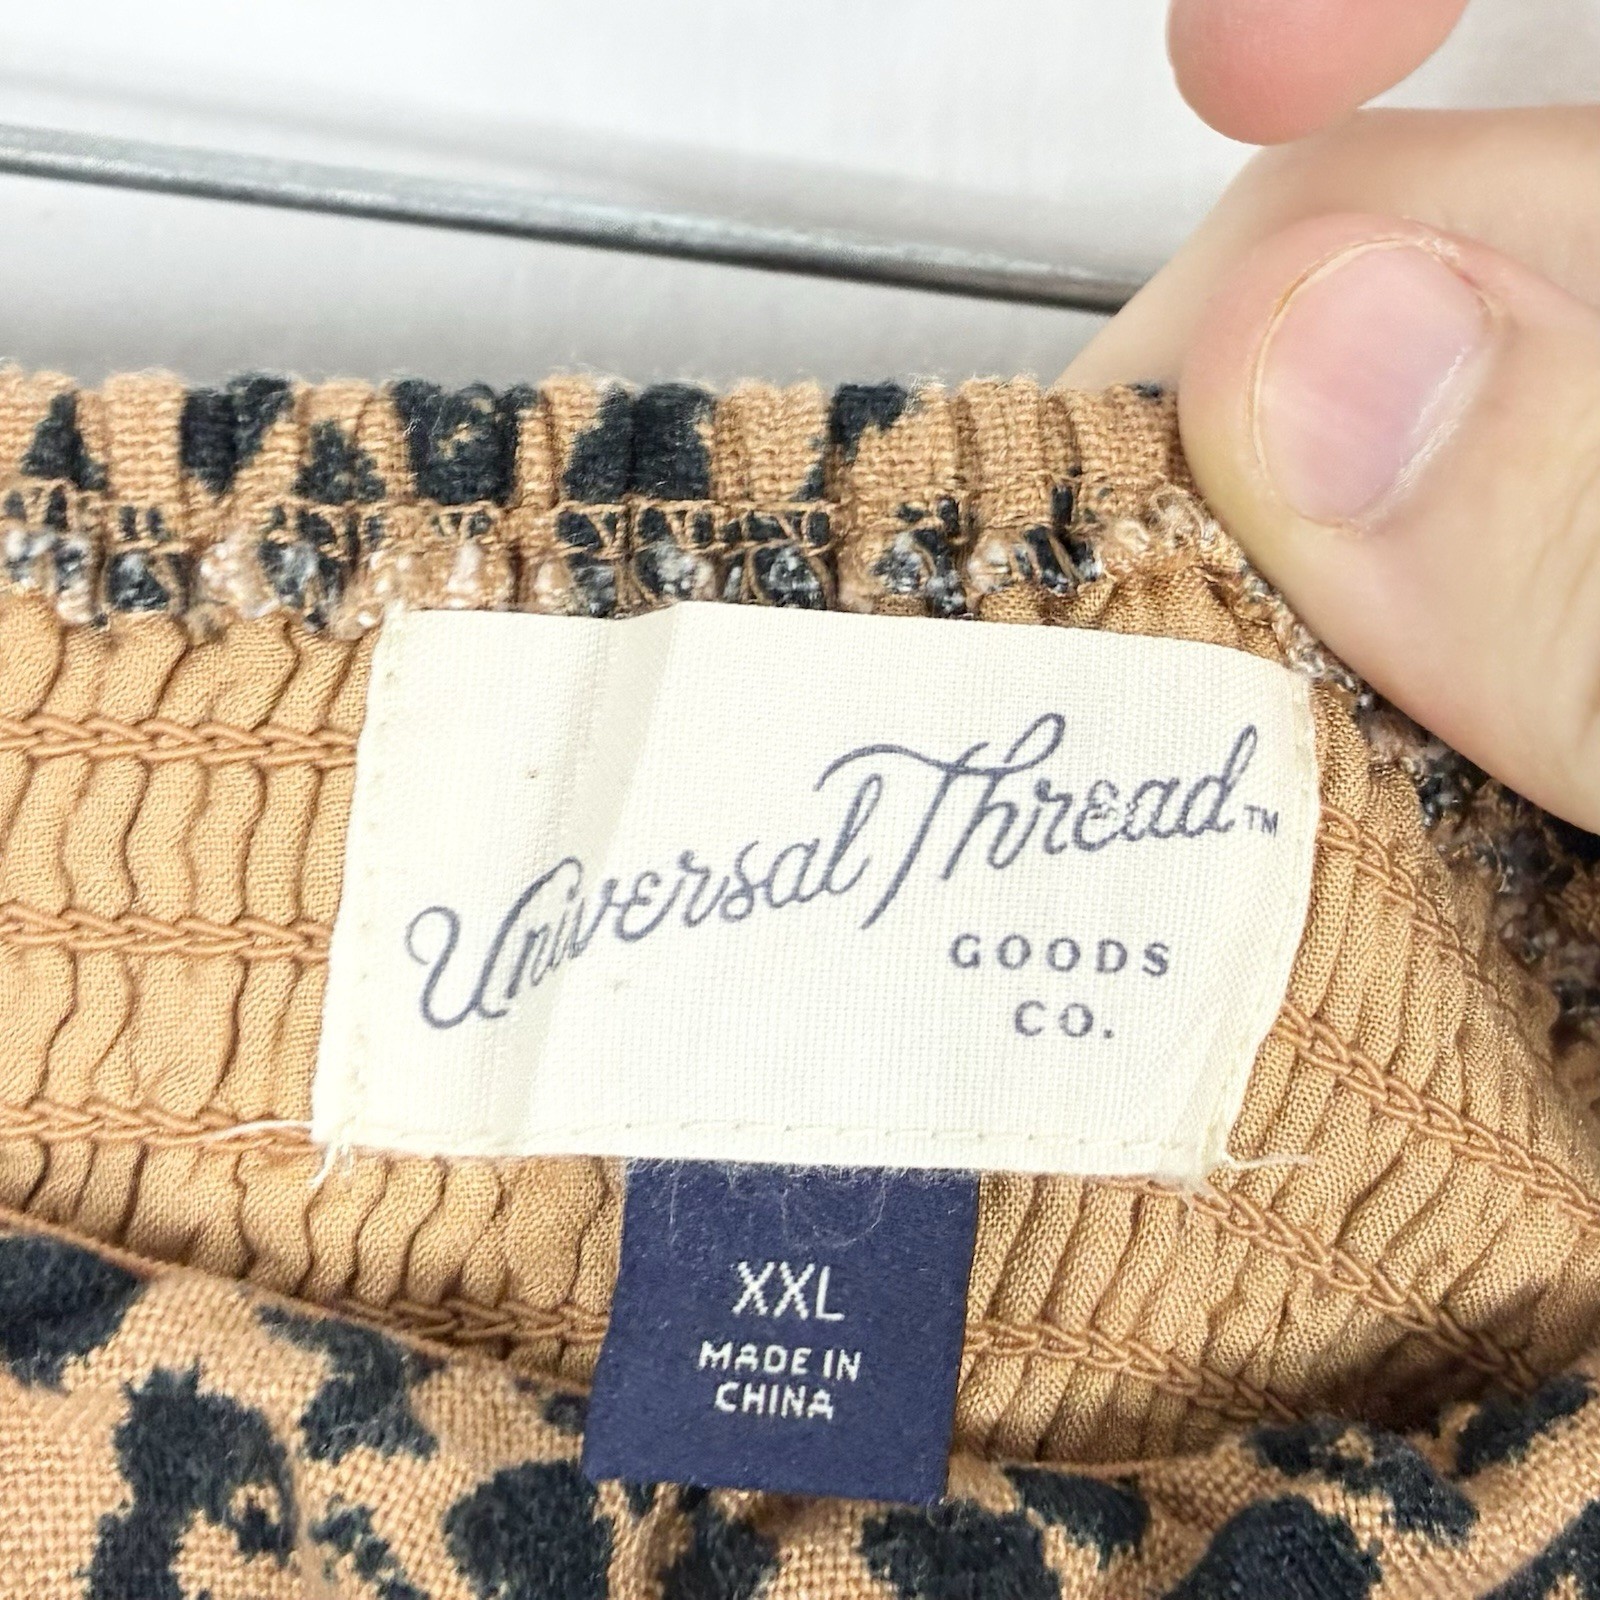 Universal Thread™
GOODS
CO.
XXL
MADE IN
CHINA